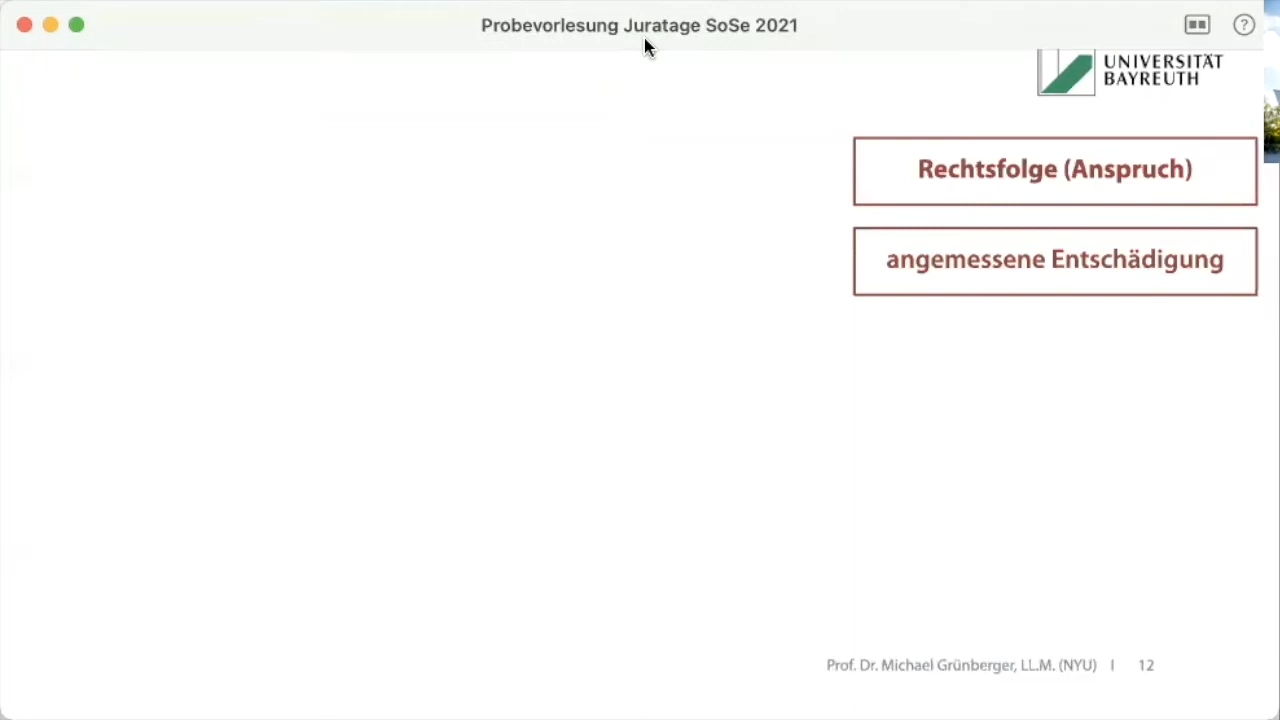 Probevorlesung Juratage SoSe 2021
?
UNIVERSITÄT
BAYREUTH
Rechtsfolge (Anspruch)
angemessene Entschädigung
Prof. Dr. Michael Grünberger, LL.M. (NYU) I 12